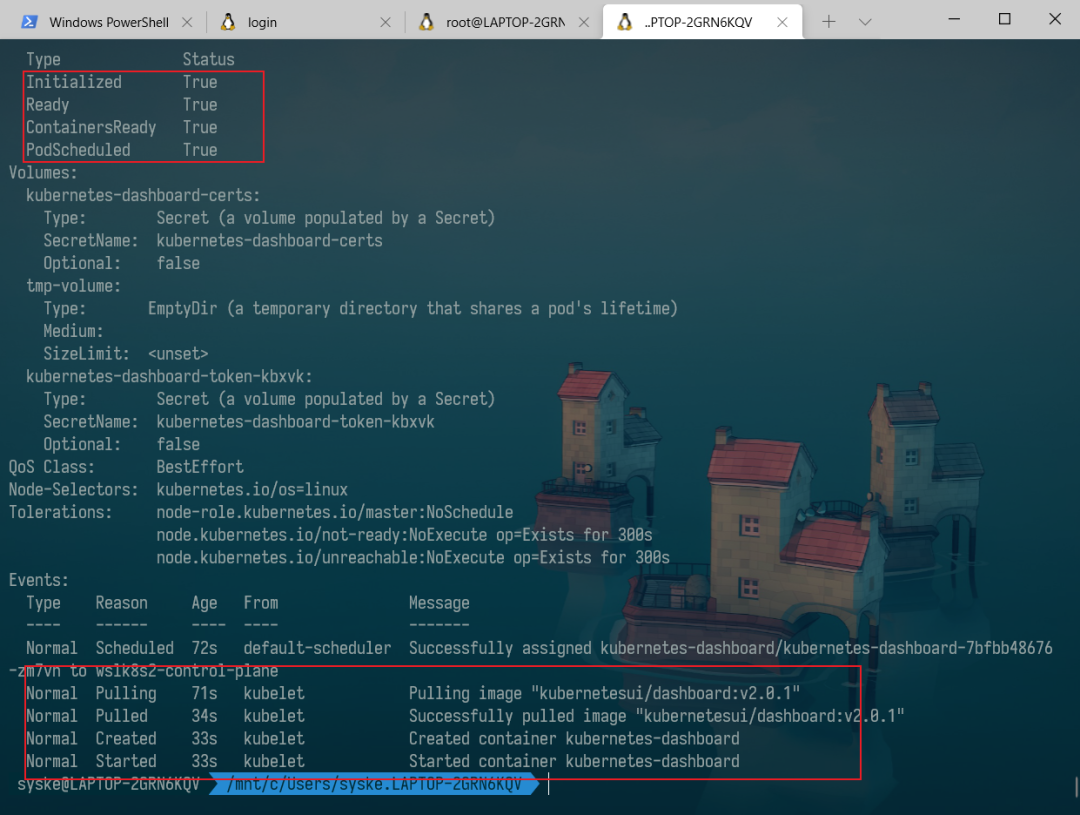 Windows PowerShell
login
root@LAPTOP-2GRN
..PTOP-2GRN6KQV
Type Status
Initialized True
Ready True
ContainersReady True
PodScheduled True
Volumes:
kubernetes-dashboard-certs:
Type: Secret (a volume populated by a Secret)
SecretName: kubernetes-dashboard-certs
Optional: false
tmp-volume:
Type: EmptyDir (a temporary directory that shares a pod's lifetime)
Medium:
SizeLimit: <unset>
kubernetes-dashboard-token-kbxvk:
Type: Secret (a volume populated by a Secret)
SecretName: kubernetes-dashboard-token-kbxvk
Optional: false
QoS Class: BestEffort
Node-Selectors: kubernetes.io/os=linux
Tolerations: node-role.kubernetes.io/master:NoSchedule
node.kubernetes.io/not-ready:NoExecute op=Exists for 300s
node.kubernetes.io/unreachable:NoExecute op=Exists for 300s
Events:
Type Reason Age From Message
---- ------ ---- ---- -------
Normal Scheduled 72s default-scheduler Successfully assigned kubernetes-dashboard/kubernetes-dashboard-7bfbb48676
-zm7vn to wslk8s2-control-plane
Normal Pulling 71s kubelet Pulling image "kubernetesui/dashboard:v2.0.1"
Normal Pulled 34s kubelet Successfully pulled image "kubernetesui/dashboard:v2.0.1"
Normal Created 33s kubelet Created container kubernetes-dashboard
Normal Started 33s kubelet Started container kubernetes-dashboard
syske@LAPTOP-2GRN6KQV /mnt/c/Users/syske.LAPTOP-2GRN6KQV